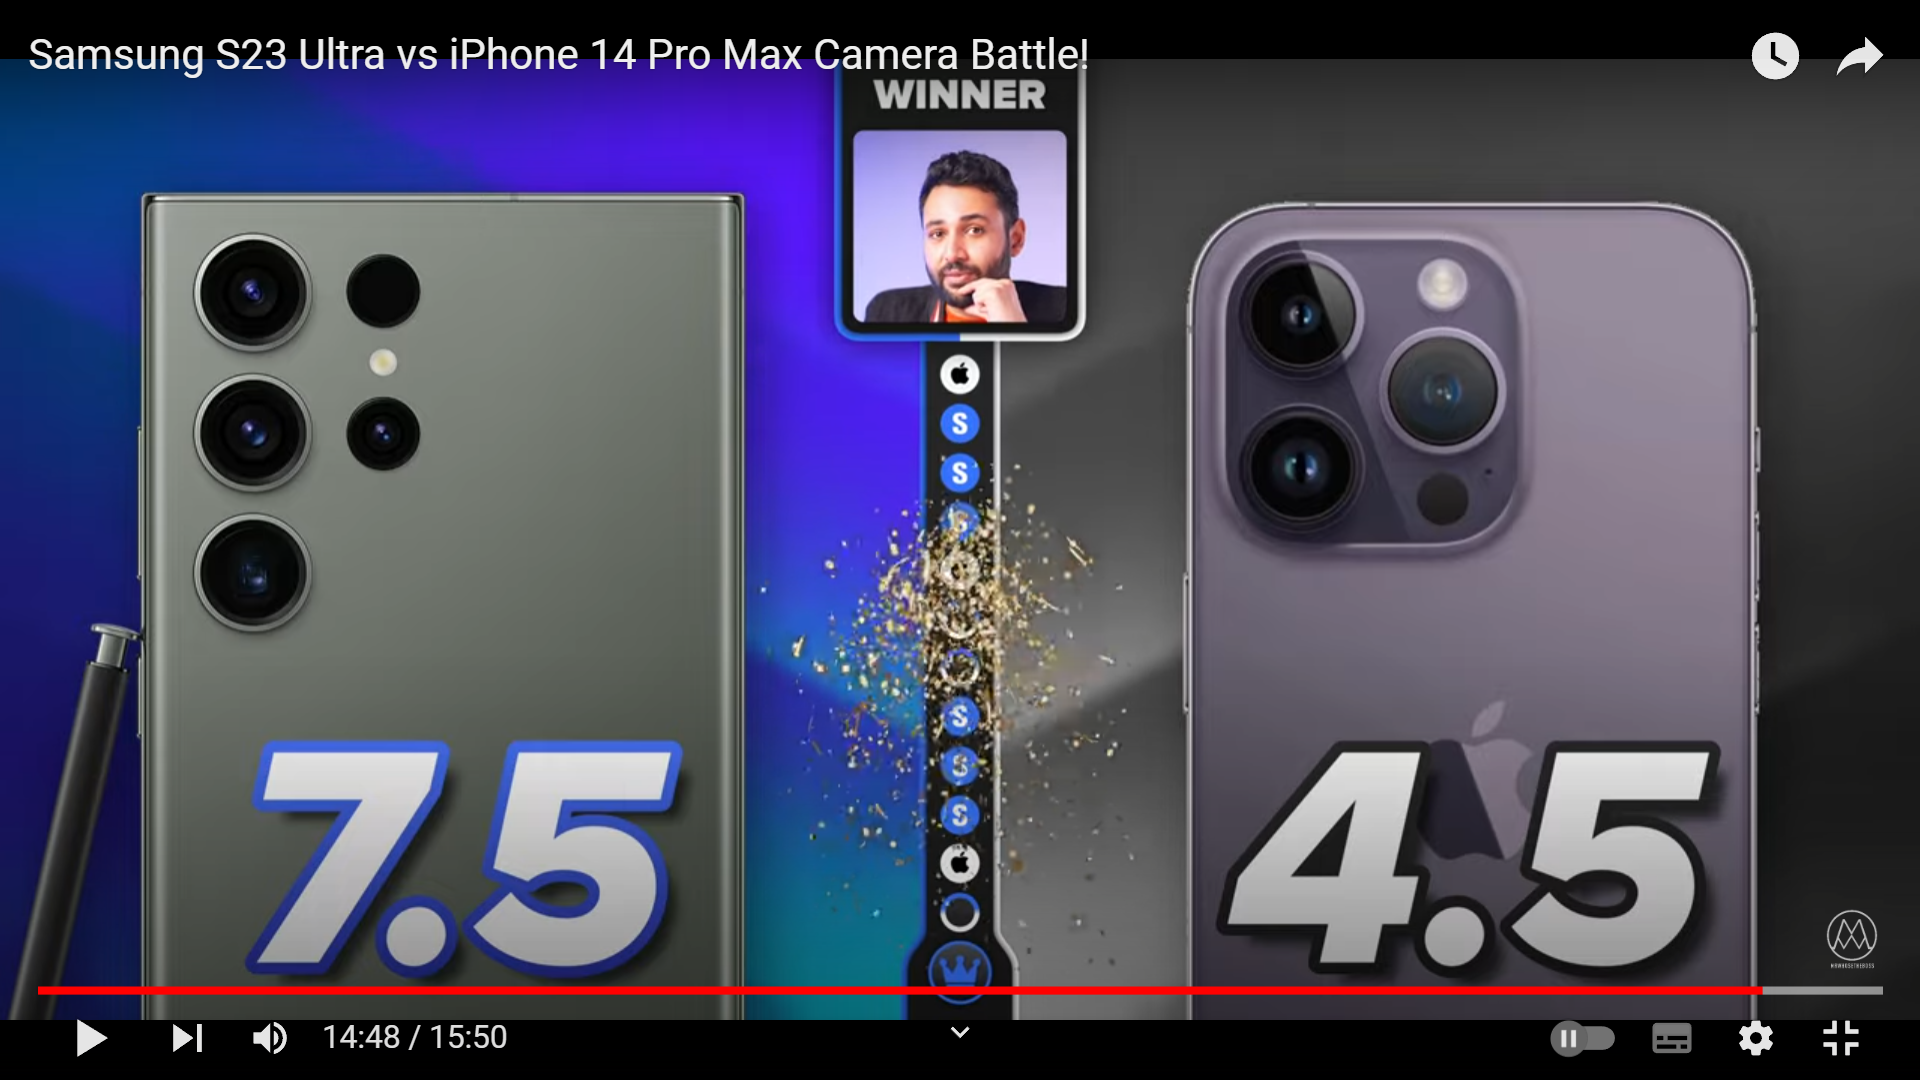 Samsung S23 Ultra vs iPhone 14 Pro Max Camera Battle!
WINNER
S
S
S
S
S
S
7.5
4.5
MRWHOSETHEBOSS
14:48 / 15:50